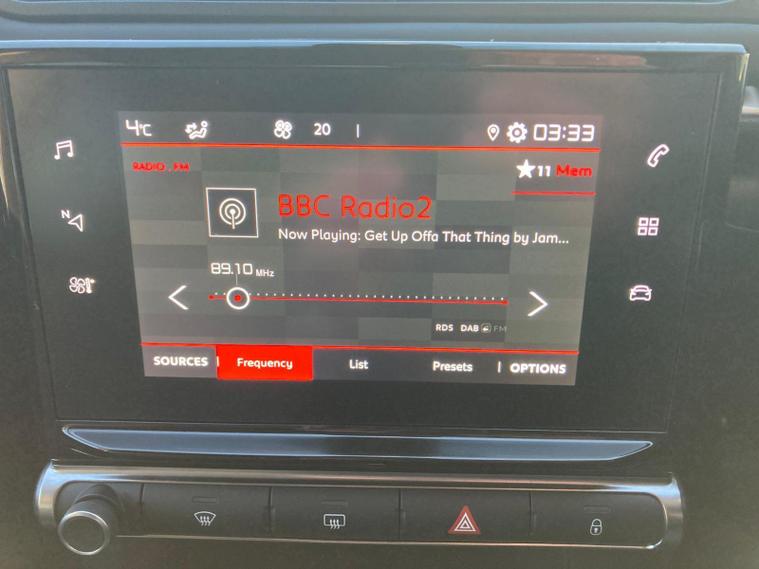 4°C 20 03:33
RADIO . FM
11 Mem
BBC Radio2
Now Playing: Get Up Offa That Thing by Jam...
N
89.10 MHz
RDS DAB FM
SOURCES Frequency List Presets OPTIONS